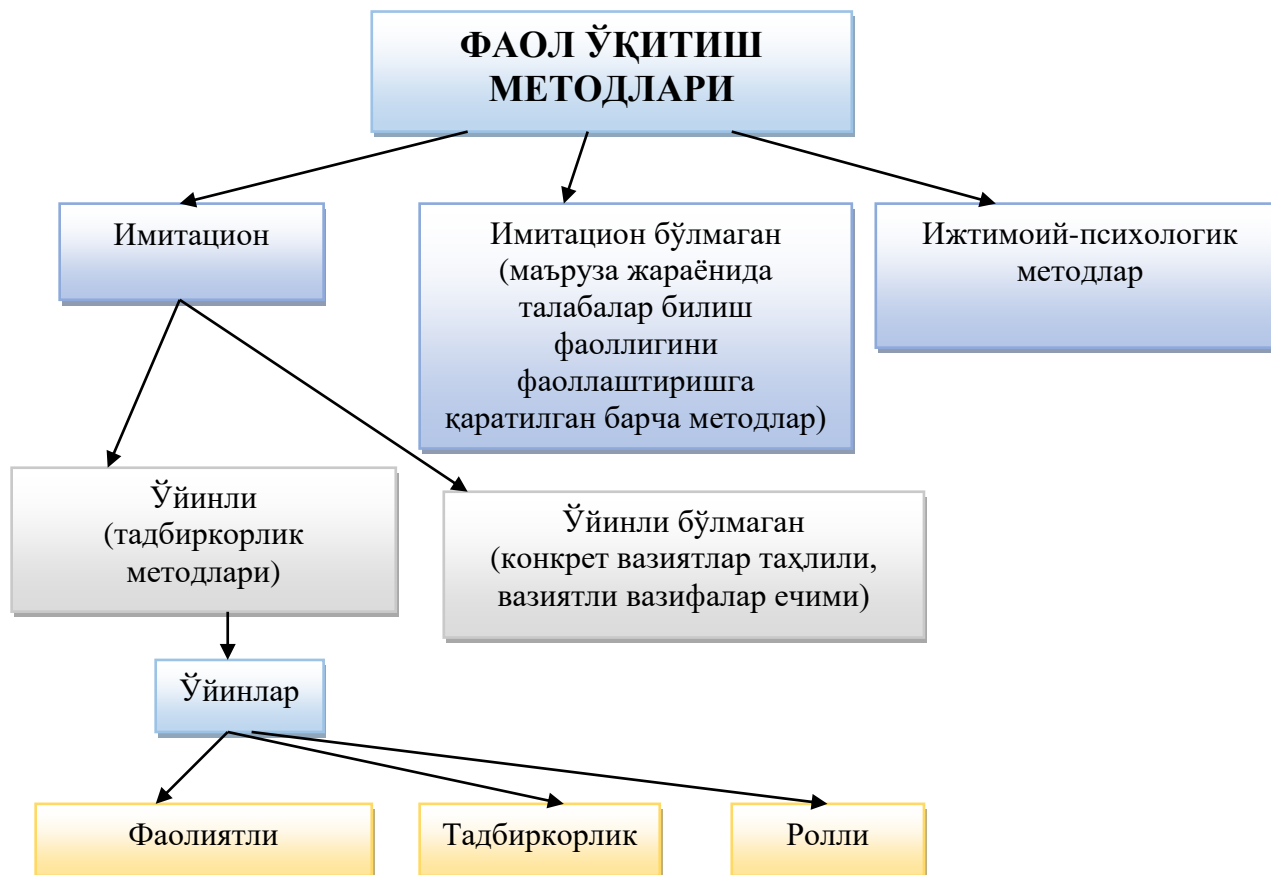 ФАОЛ ЎҚИТИШ
МЕТОДЛАРИ
Имитацион
Имитацион бўлмаган
(маъруза жараёнида
талабалар билиш
фаоллигини
фаоллаштиришга
қаратилган барча методлар)
Ижтимоий-психологик
методлар
Ўйинли
(тадбиркорлик
методлари)
Ўйинли бўлмаган
(конкрет вазиятлар таҳлили,
вазиятли вазифалар ечими)
Ўйинлар
Фаолиятли
Тадбиркорлик
Ролли